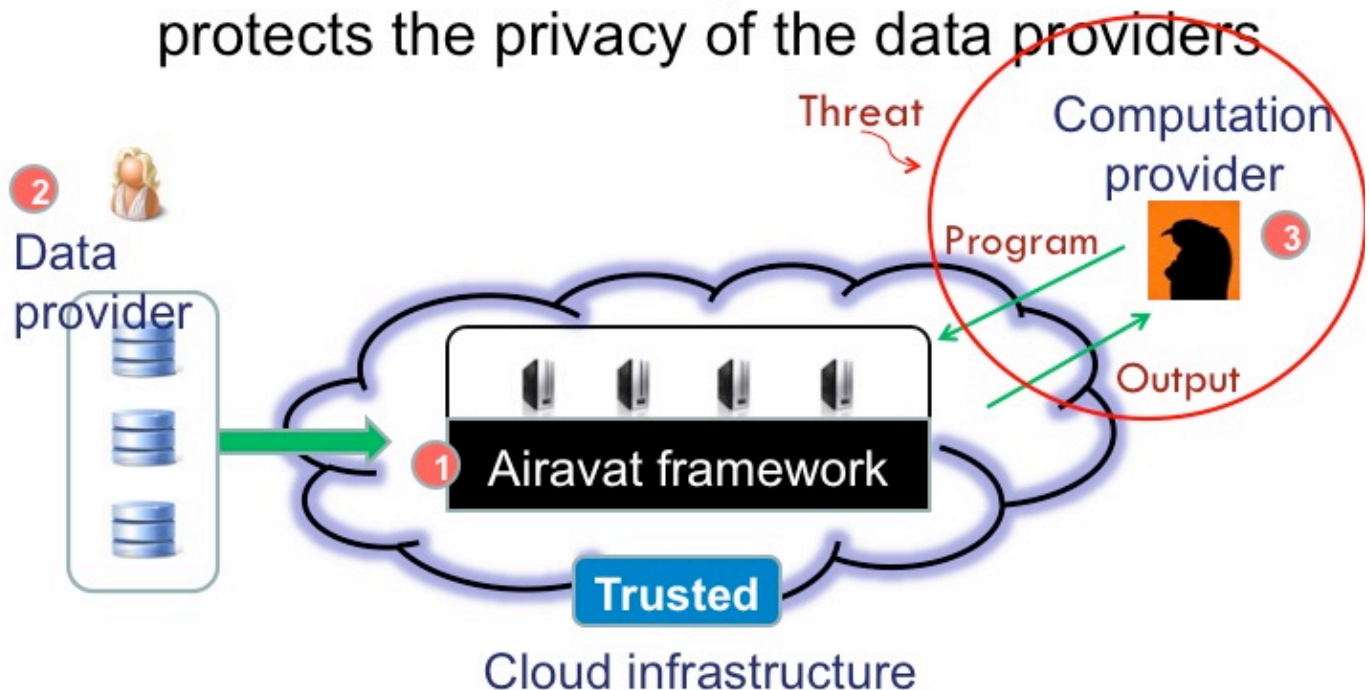 protects the privacy of the data providers
Threat
Computation
provider
2
Data
provider
Program
3
Output
1
Airavat framework
Trusted
Cloud infrastructure